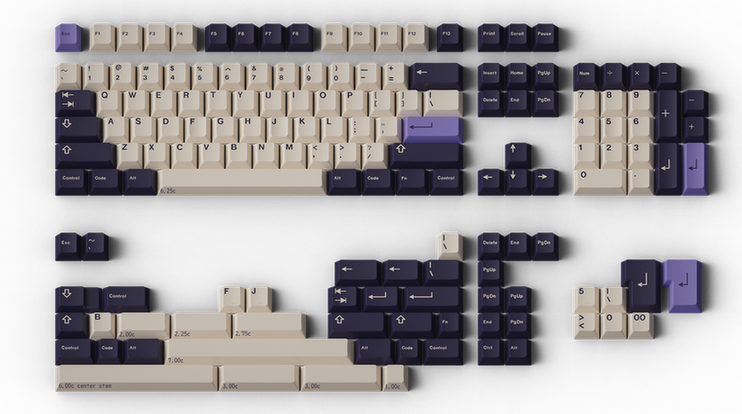 Esc F1 F2 F3 F4 F5 F6 F7 F8 F9 F10 F11 F12 F13 Print Scroll Pause
~ ! @ # $ % ^ & * ( ) — + Insert Home PgUp Num ÷ × −
1 2 3 4 5 6 7 8 9 0 - =
Q W E R T Y U I O P { } | Delete End PgDn 7 8 9 −
[ ] \ + +
A S D F G H J K L : " 4 5 6
Z X C V B N M < > ? 1 2 3
Control Code Alt 6.25c Alt Code Fn Control 0 .
Esc ~ | \ Delete End PgDn
| \ PgUp
Control F J PgDn PgUp 5 | \
B 2.00c 2.25c 2.75c Fn End PgDn > < 0 00
Control Code Alt 7.00c Alt Code Control Ctrl Alt
6.00c center stem 3.00c 3.00c 1.00c